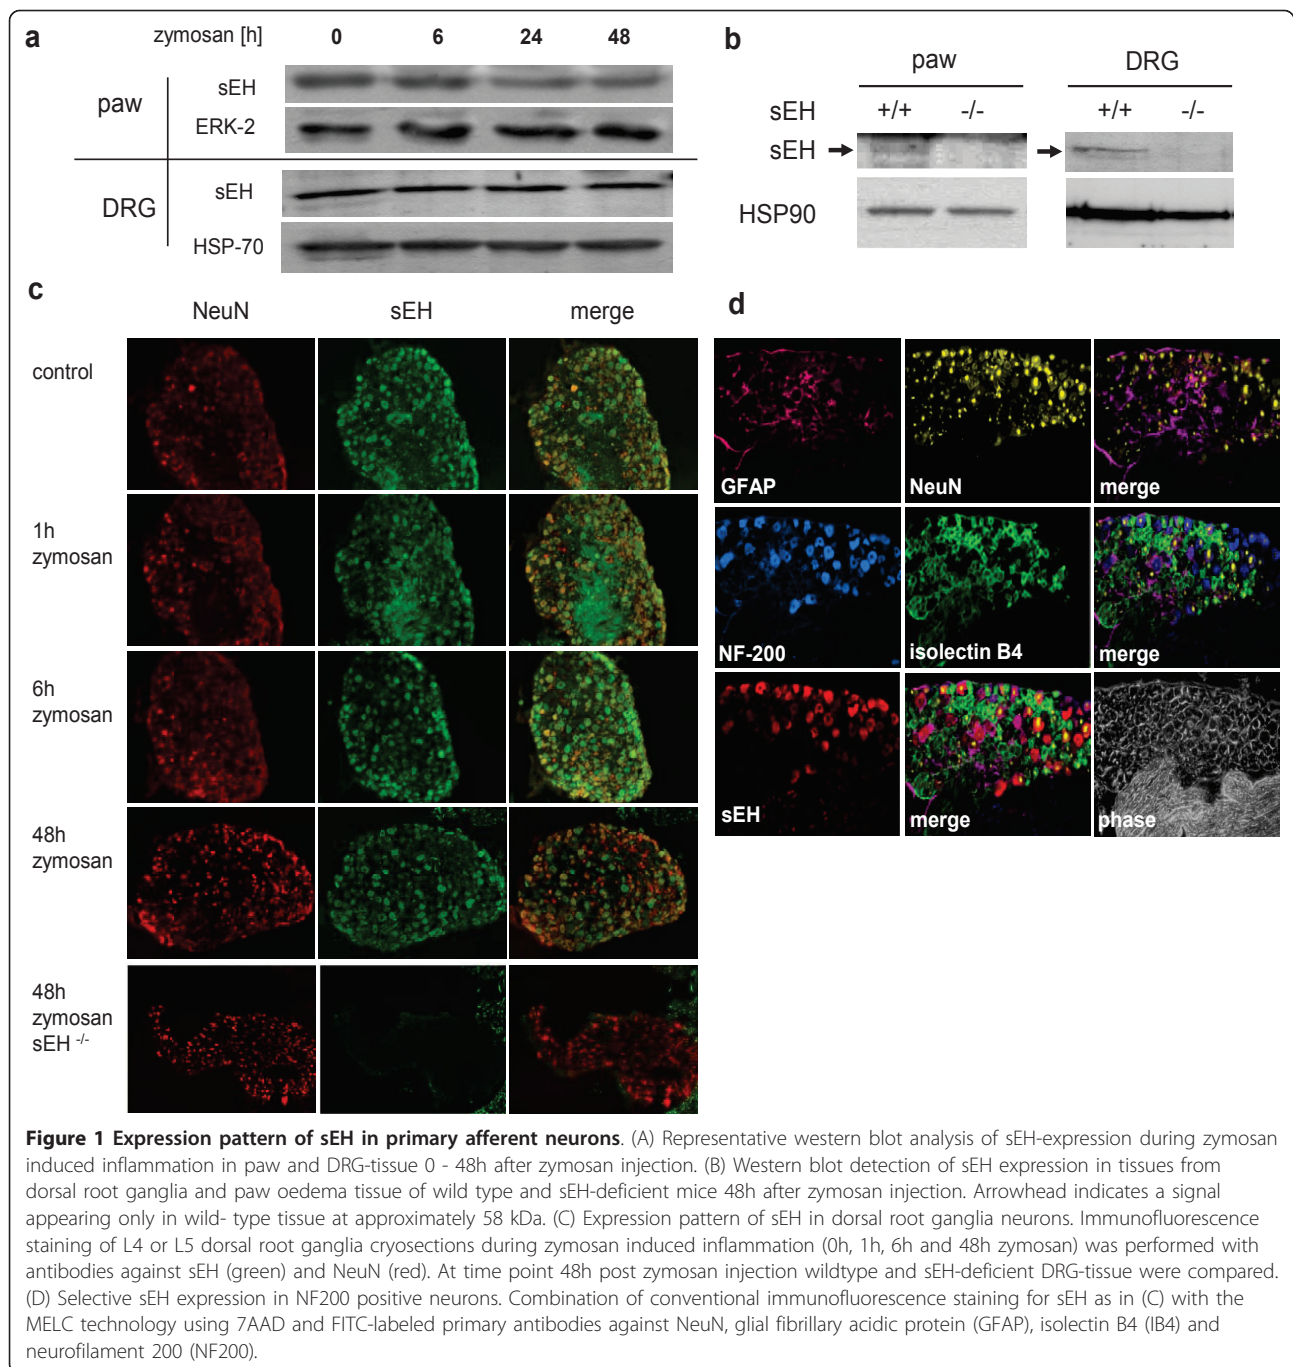 a
zymosan [h] 0 6 24 48
paw
sEH
ERK-2
DRG
sEH
HSP-70
b
paw DRG
sEH +/+ -/- +/+ -/-
sEH
HSP90
c
NeuN sEH merge
control
1h
zymosan
6h
zymosan
48h
zymosan
48h
zymosan
sEH -/-
d
GFAP NeuN merge
NF-200 isolectin B4 merge
sEH merge phase
Figure 1 Expression pattern of sEH in primary afferent neurons. (A) Representative western blot analysis of sEH-expression during zymosan
induced inflammation in paw and DRG-tissue 0 - 48h after zymosan injection. (B) Western blot detection of sEH expression in tissues from
dorsal root ganglia and paw oedema tissue of wild type and sEH-deficient mice 48h after zymosan injection. Arrowhead indicates a signal
appearing only in wild- type tissue at approximately 58 kDa. (C) Expression pattern of sEH in dorsal root ganglia neurons. Immunofluorescence
staining of L4 or L5 dorsal root ganglia cryosections during zymosan induced inflammation (0h, 1h, 6h and 48h zymosan) was performed with
antibodies against sEH (green) and NeuN (red). At time point 48h post zymosan injection wildtype and sEH-deficient DRG-tissue were compared.
(D) Selective sEH expression in NF200 positive neurons. Combination of conventional immunofluorescence staining for sEH as in (C) with the
MELC technology using 7AAD and FITC-labeled primary antibodies against NeuN, glial fibrillary acidic protein (GFAP), isolectin B4 (IB4) and
neurofilament 200 (NF200).